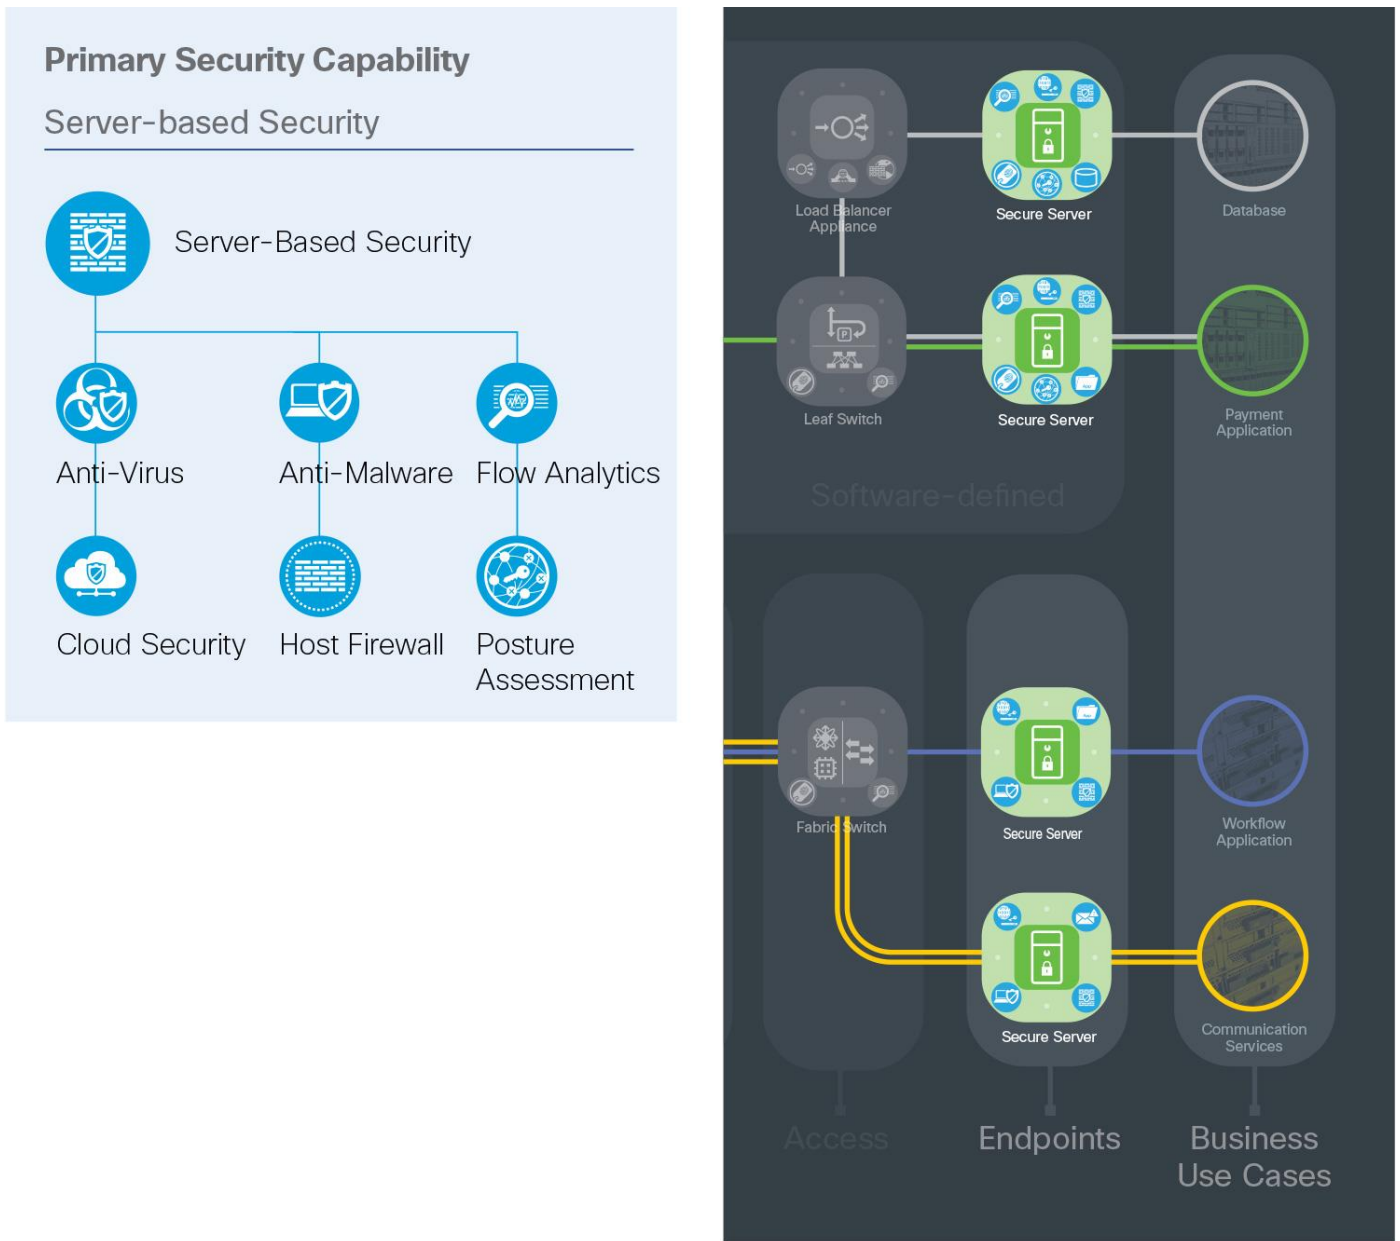 Primary Security Capability
Server-based Security
Server-Based Security
Anti-Virus
Anti-Malware
Flow Analytics
Cloud Security
Host Firewall
Posture
Assessment
Load Balancer
Appliance
Secure Server
Database
P
Leaf Switch
Secure Server
Payment
Application
Software-defined
Fabric Switch
Secure Server
Workflow
Application
Secure Server
Communication
Services
Access
Endpoints
Business
Use Cases